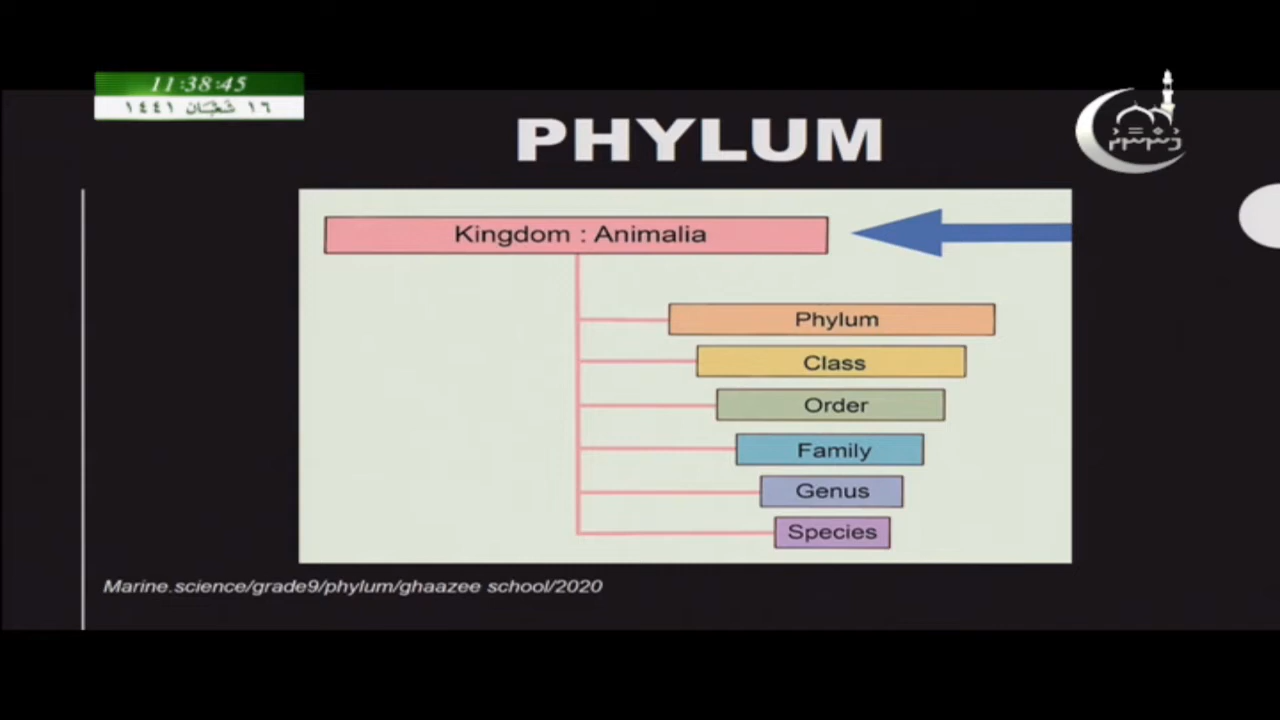 11:38:45
١٦ شَعْبَان ١٤٤١
PHYLUM
Kingdom : Animalia
Phylum
Class
Order
Family
Genus
Species
Marine.science/grade9/phylum/ghaazee school/2020